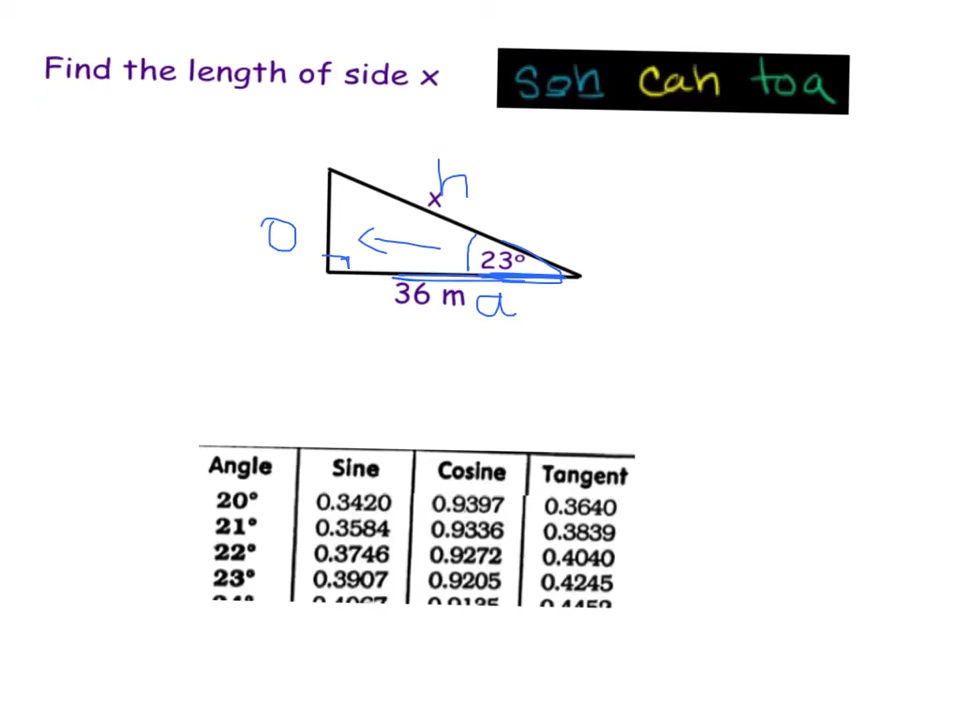 Find the length of side x
soh cah toa
h
x
O
23°
36 m
a
Angle Sine Cosine Tangent
20° 0.3420 0.9397 0.3640
21° 0.3584 0.9336 0.3839
22° 0.3746 0.9272 0.4040
23° 0.3907 0.9205 0.4245